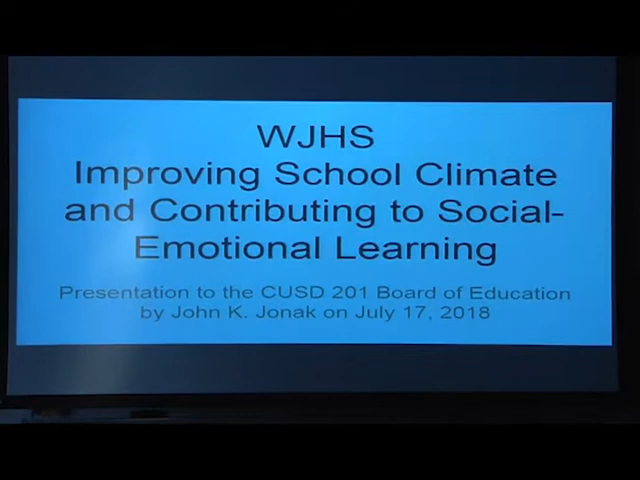 WJHS
Improving School Climate
and Contributing to Social-
Emotional Learning
Presentation to the CUSD 201 Board of Education
by John K. Jonak on July 17, 2018